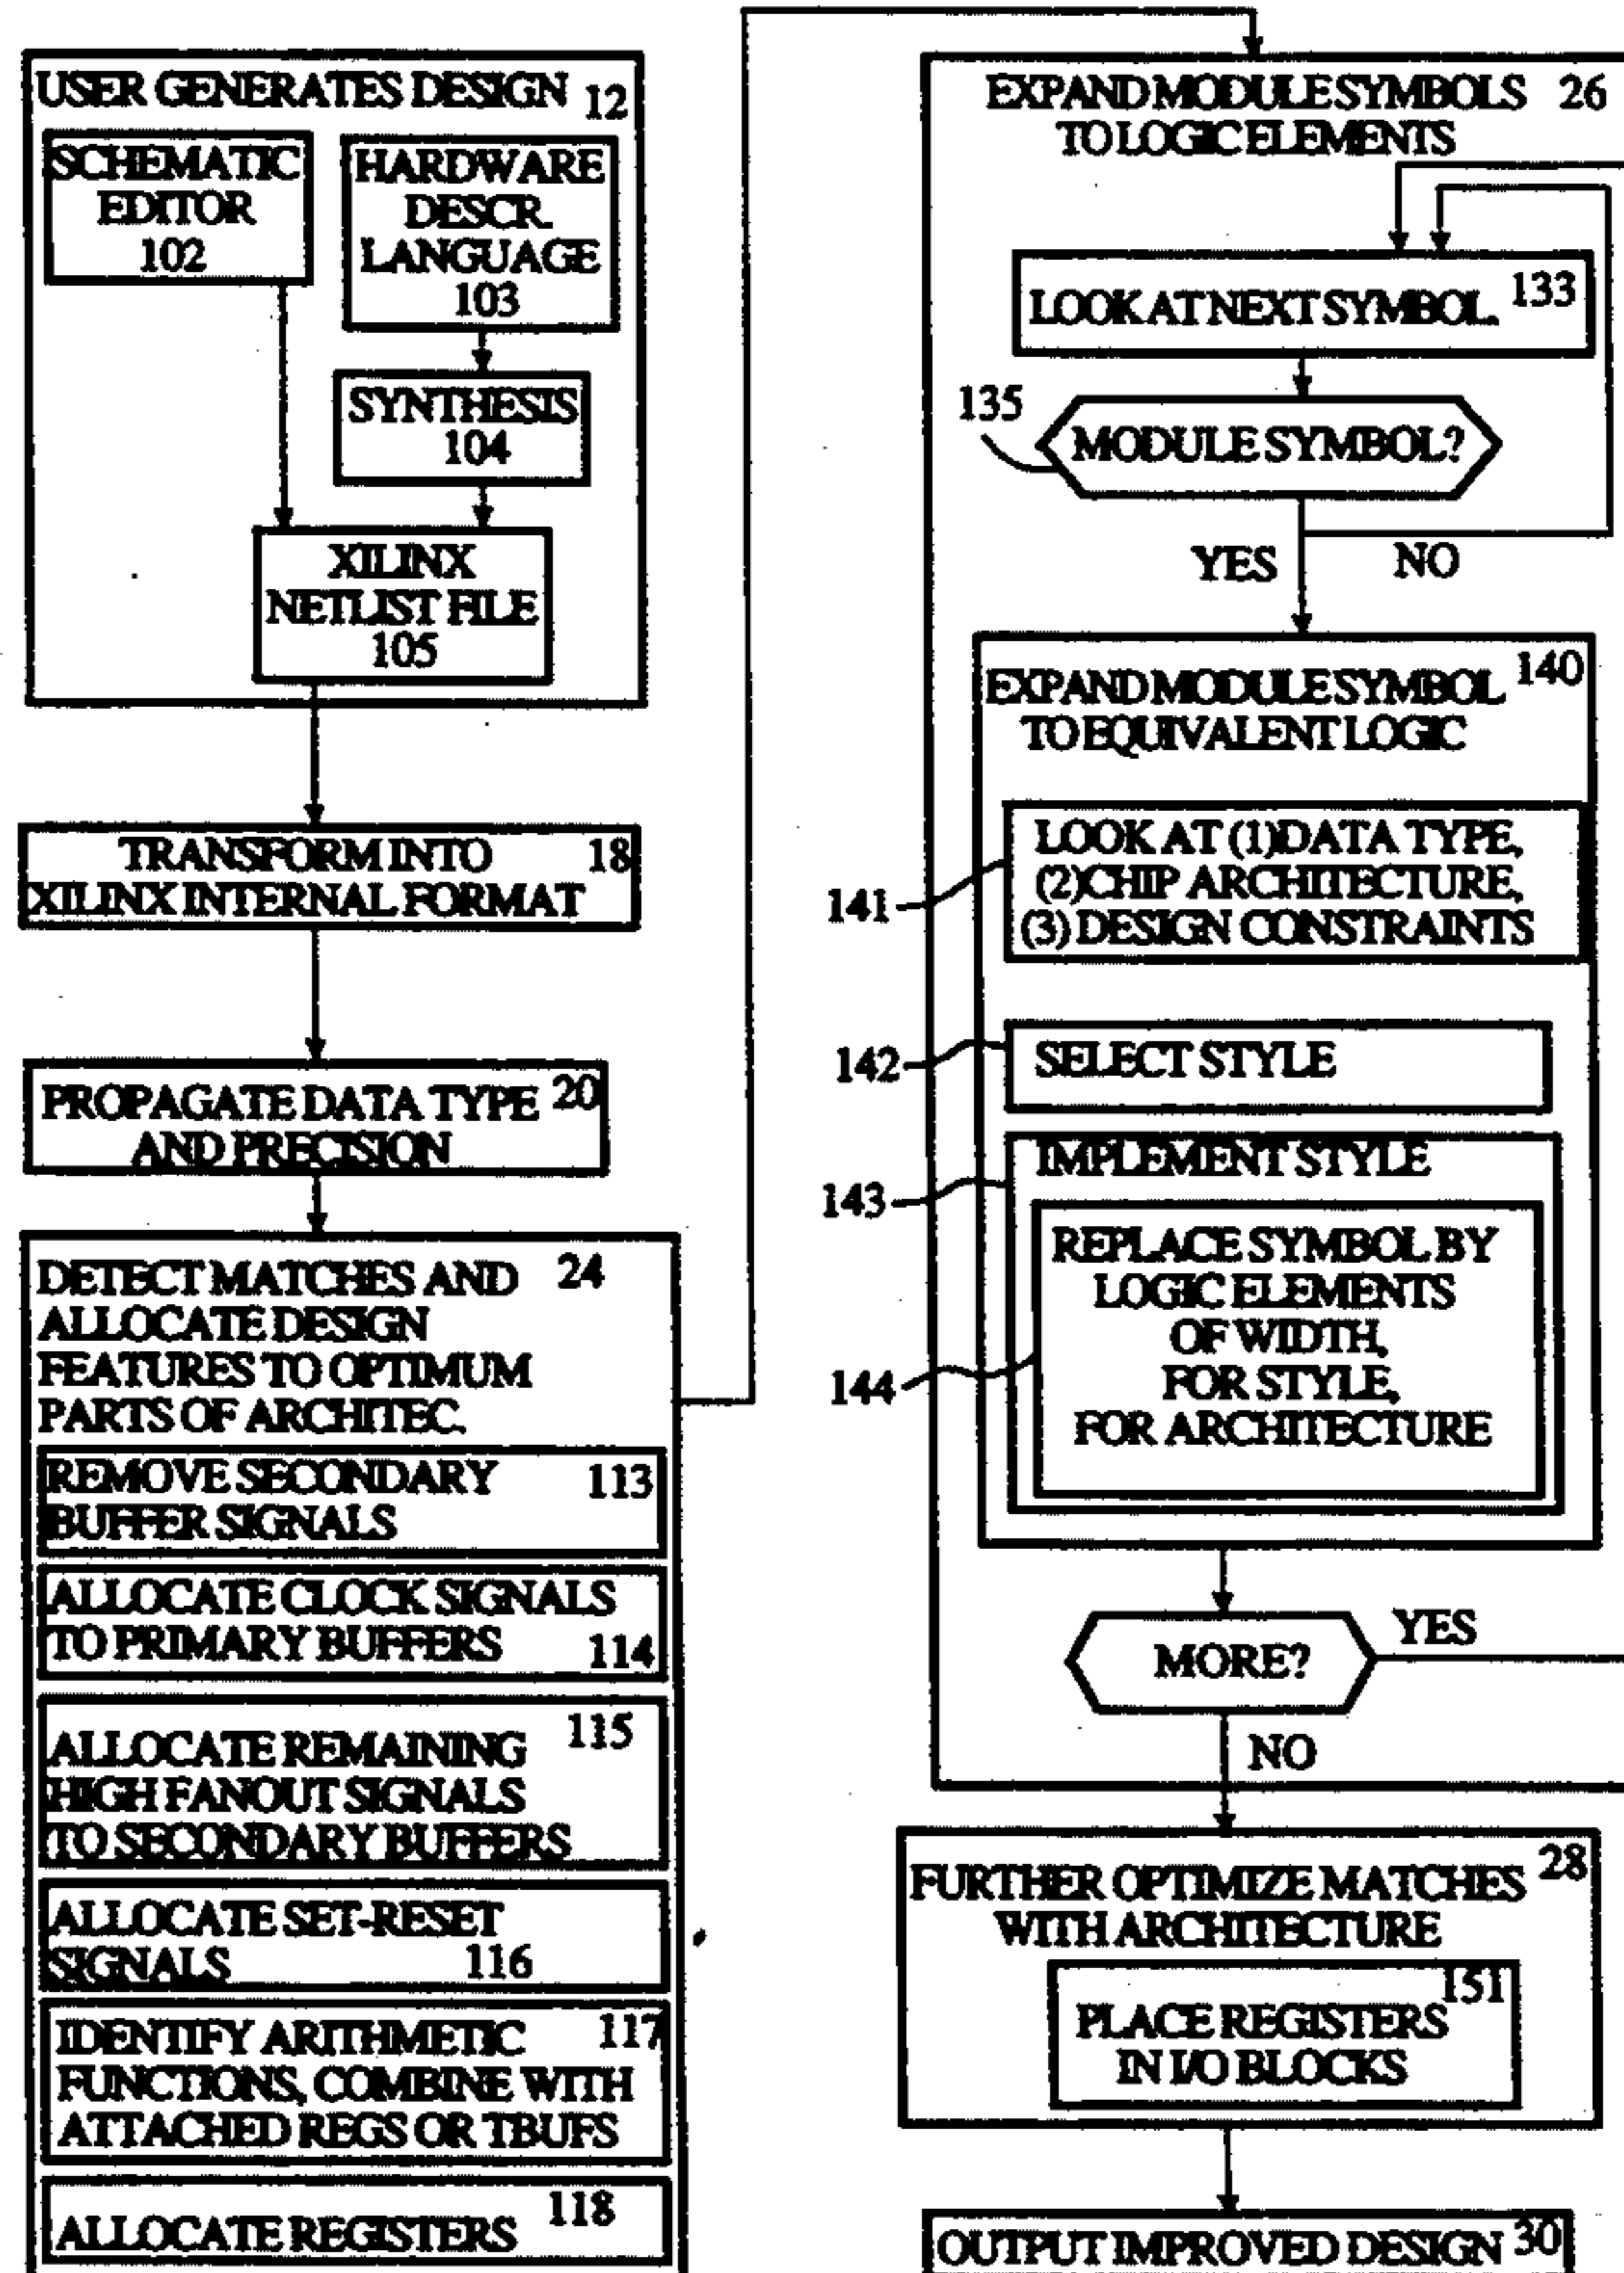 USER GENERATES DESIGN 12
SCHEMATIC
EDITOR
102
HARDWARE
DESCR.
LANGUAGE
103
SYNTHESIS
104
XILINX
NETLIST FILE
105
TRANSFORM INTO 18
XILINX INTERNAL FORMAT
PROPAGATE DATA TYPE 20
AND PRECISION
DETECT MATCHES AND 24
ALLOCATE DESIGN
FEATURES TO OPTIMUM
PARTS OF ARCHITEC.
REMOVE SECONDARY 113
BUFFER SIGNALS
ALLOCATE CLOCK SIGNALS
TO PRIMARY BUFFERS 114
ALLOCATE REMAINING 115
HIGH FANOUT SIGNALS
TO SECONDARY BUFFERS
ALLOCATE SET-RESET
SIGNALS 116
IDENTIFY ARITHMETIC 117
FUNCTIONS, COMBINE WITH
ATTACHED REGS OR TBUFS
ALLOCATE REGISTERS 118
EXPAND MODULE SYMBOLS 26
TO LOGIC ELEMENTS
LOOK AT NEXT SYMBOL. 133
135
MODULE SYMBOL?
YES NO
EXPAND MODULE SYMBOL 140
TO EQUIVALENT LOGIC
LOOK AT (1) DATA TYPE,
(2) CHIP ARCHITECTURE,
(3) DESIGN CONSTRAINTS
141
SELECT STYLE
142
IMPLEMENT STYLE
143
REPLACE SYMBOL BY
LOGIC ELEMENTS
OF WIDTH,
FOR STYLE,
FOR ARCHITECTURE
144
MORE?
YES
NO
FURTHER OPTIMIZE MATCHES 28
WITH ARCHITECTURE
151
PLACE REGISTERS
IN I/O BLOCKS
OUTPUT IMPROVED DESIGN 30